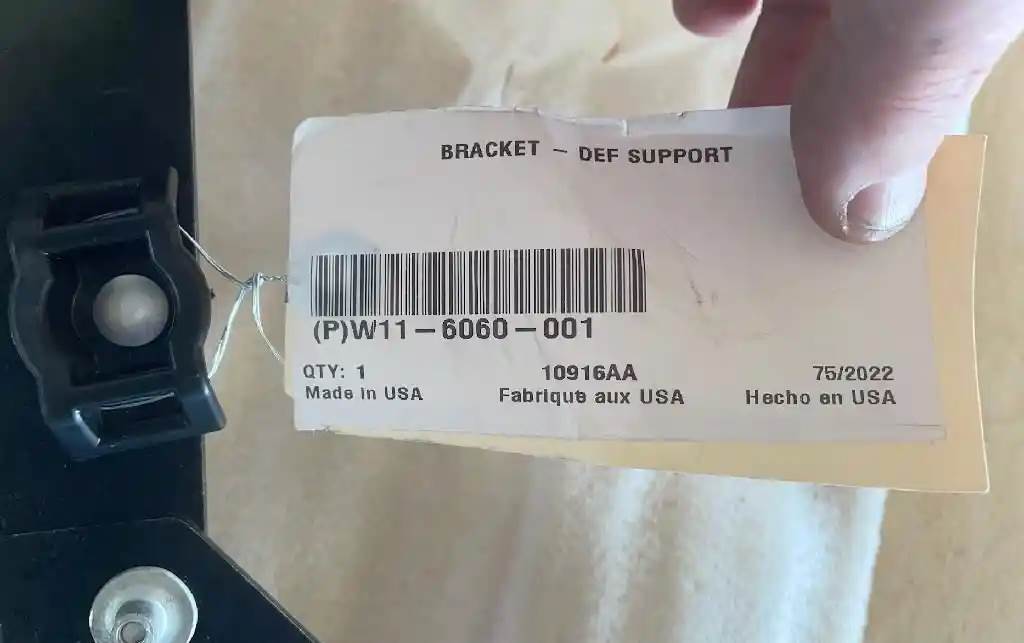 BRACKET - DEF SUPPORT
(P)W11-6060-001
QTY: 1 10916AA 75/2022
Made in USA Fabrique aux USA Hecho en USA